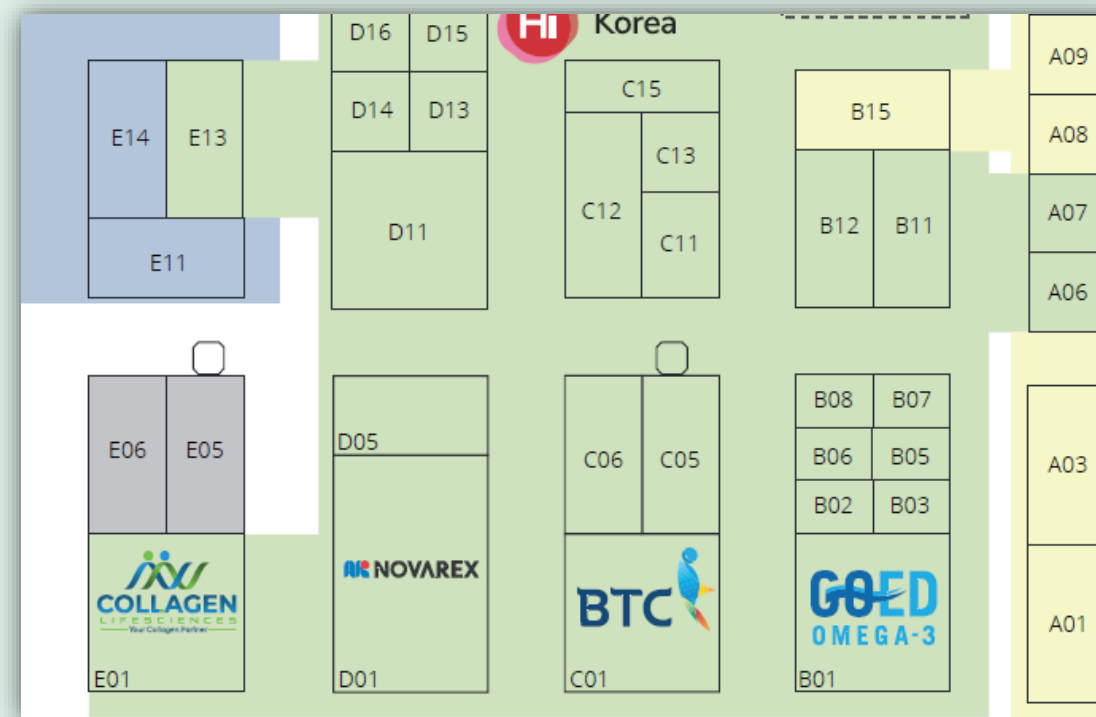 Hi Korea
D16 D15
D14 D13
D11
C15
C13
C12
C11
B15
B12 B11
A09
A08
A07
A06
E14 E13
E11
E06 E05
COLLAGEN
LIFESCIENCES
Your Collagen Partner
E01
D05
NOVAREX
D01
C06 C05
BTC
C01
B08 B07
B06 B05
B02 B03
GOED
OMEGA-3
B01
A03
A01